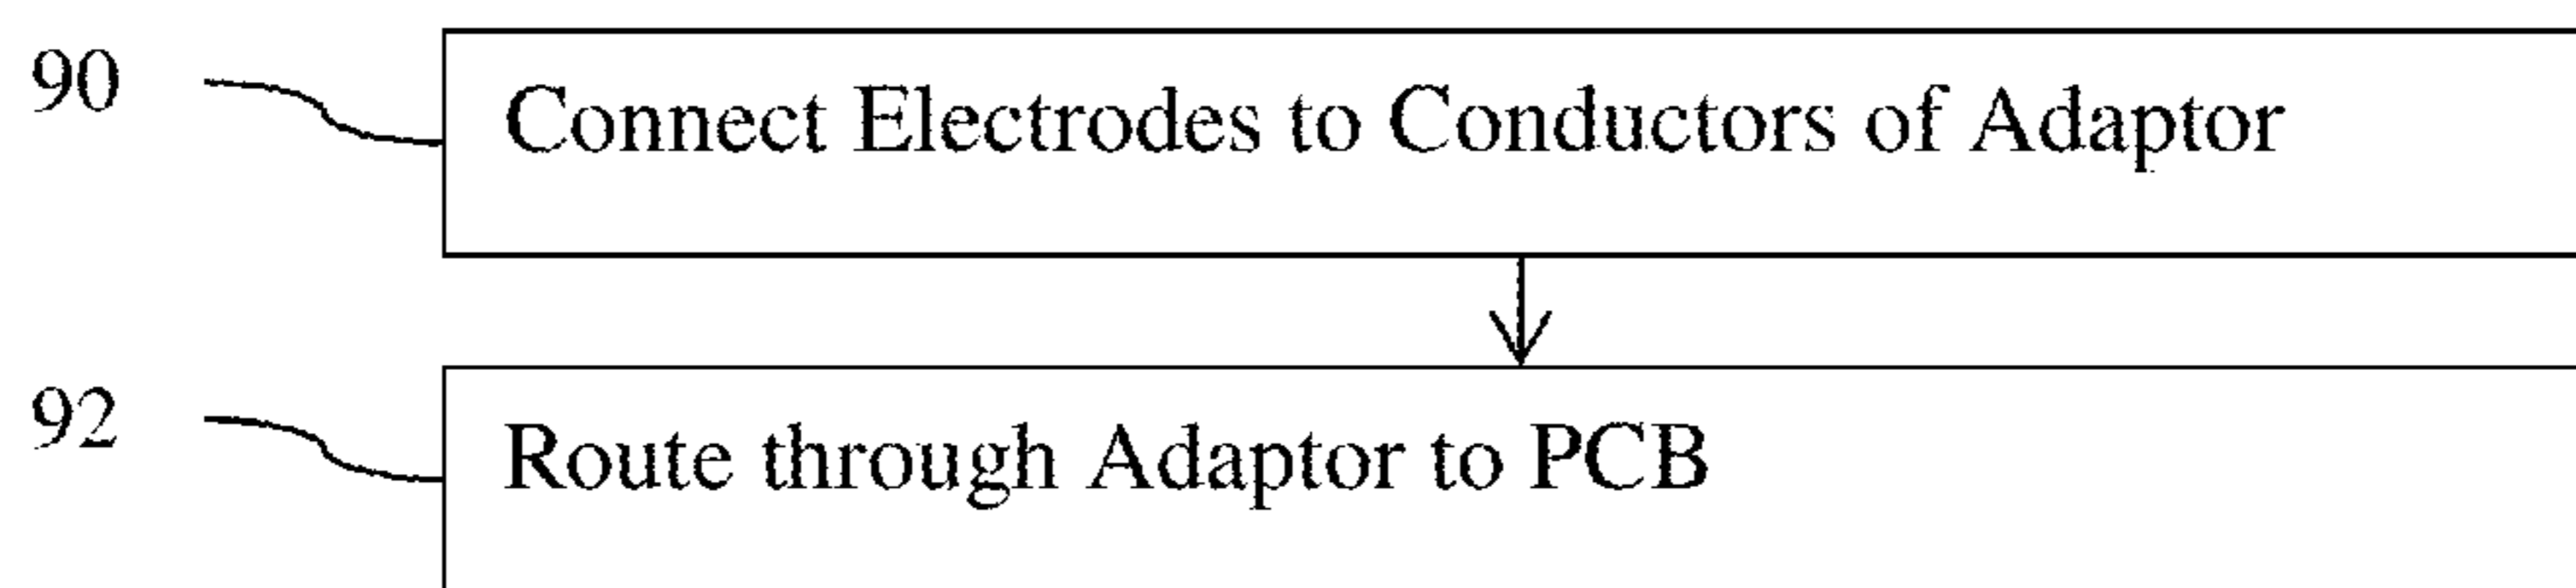 90 Connect Electrodes to Conductors of Adaptor
92 Route through Adaptor to PCB